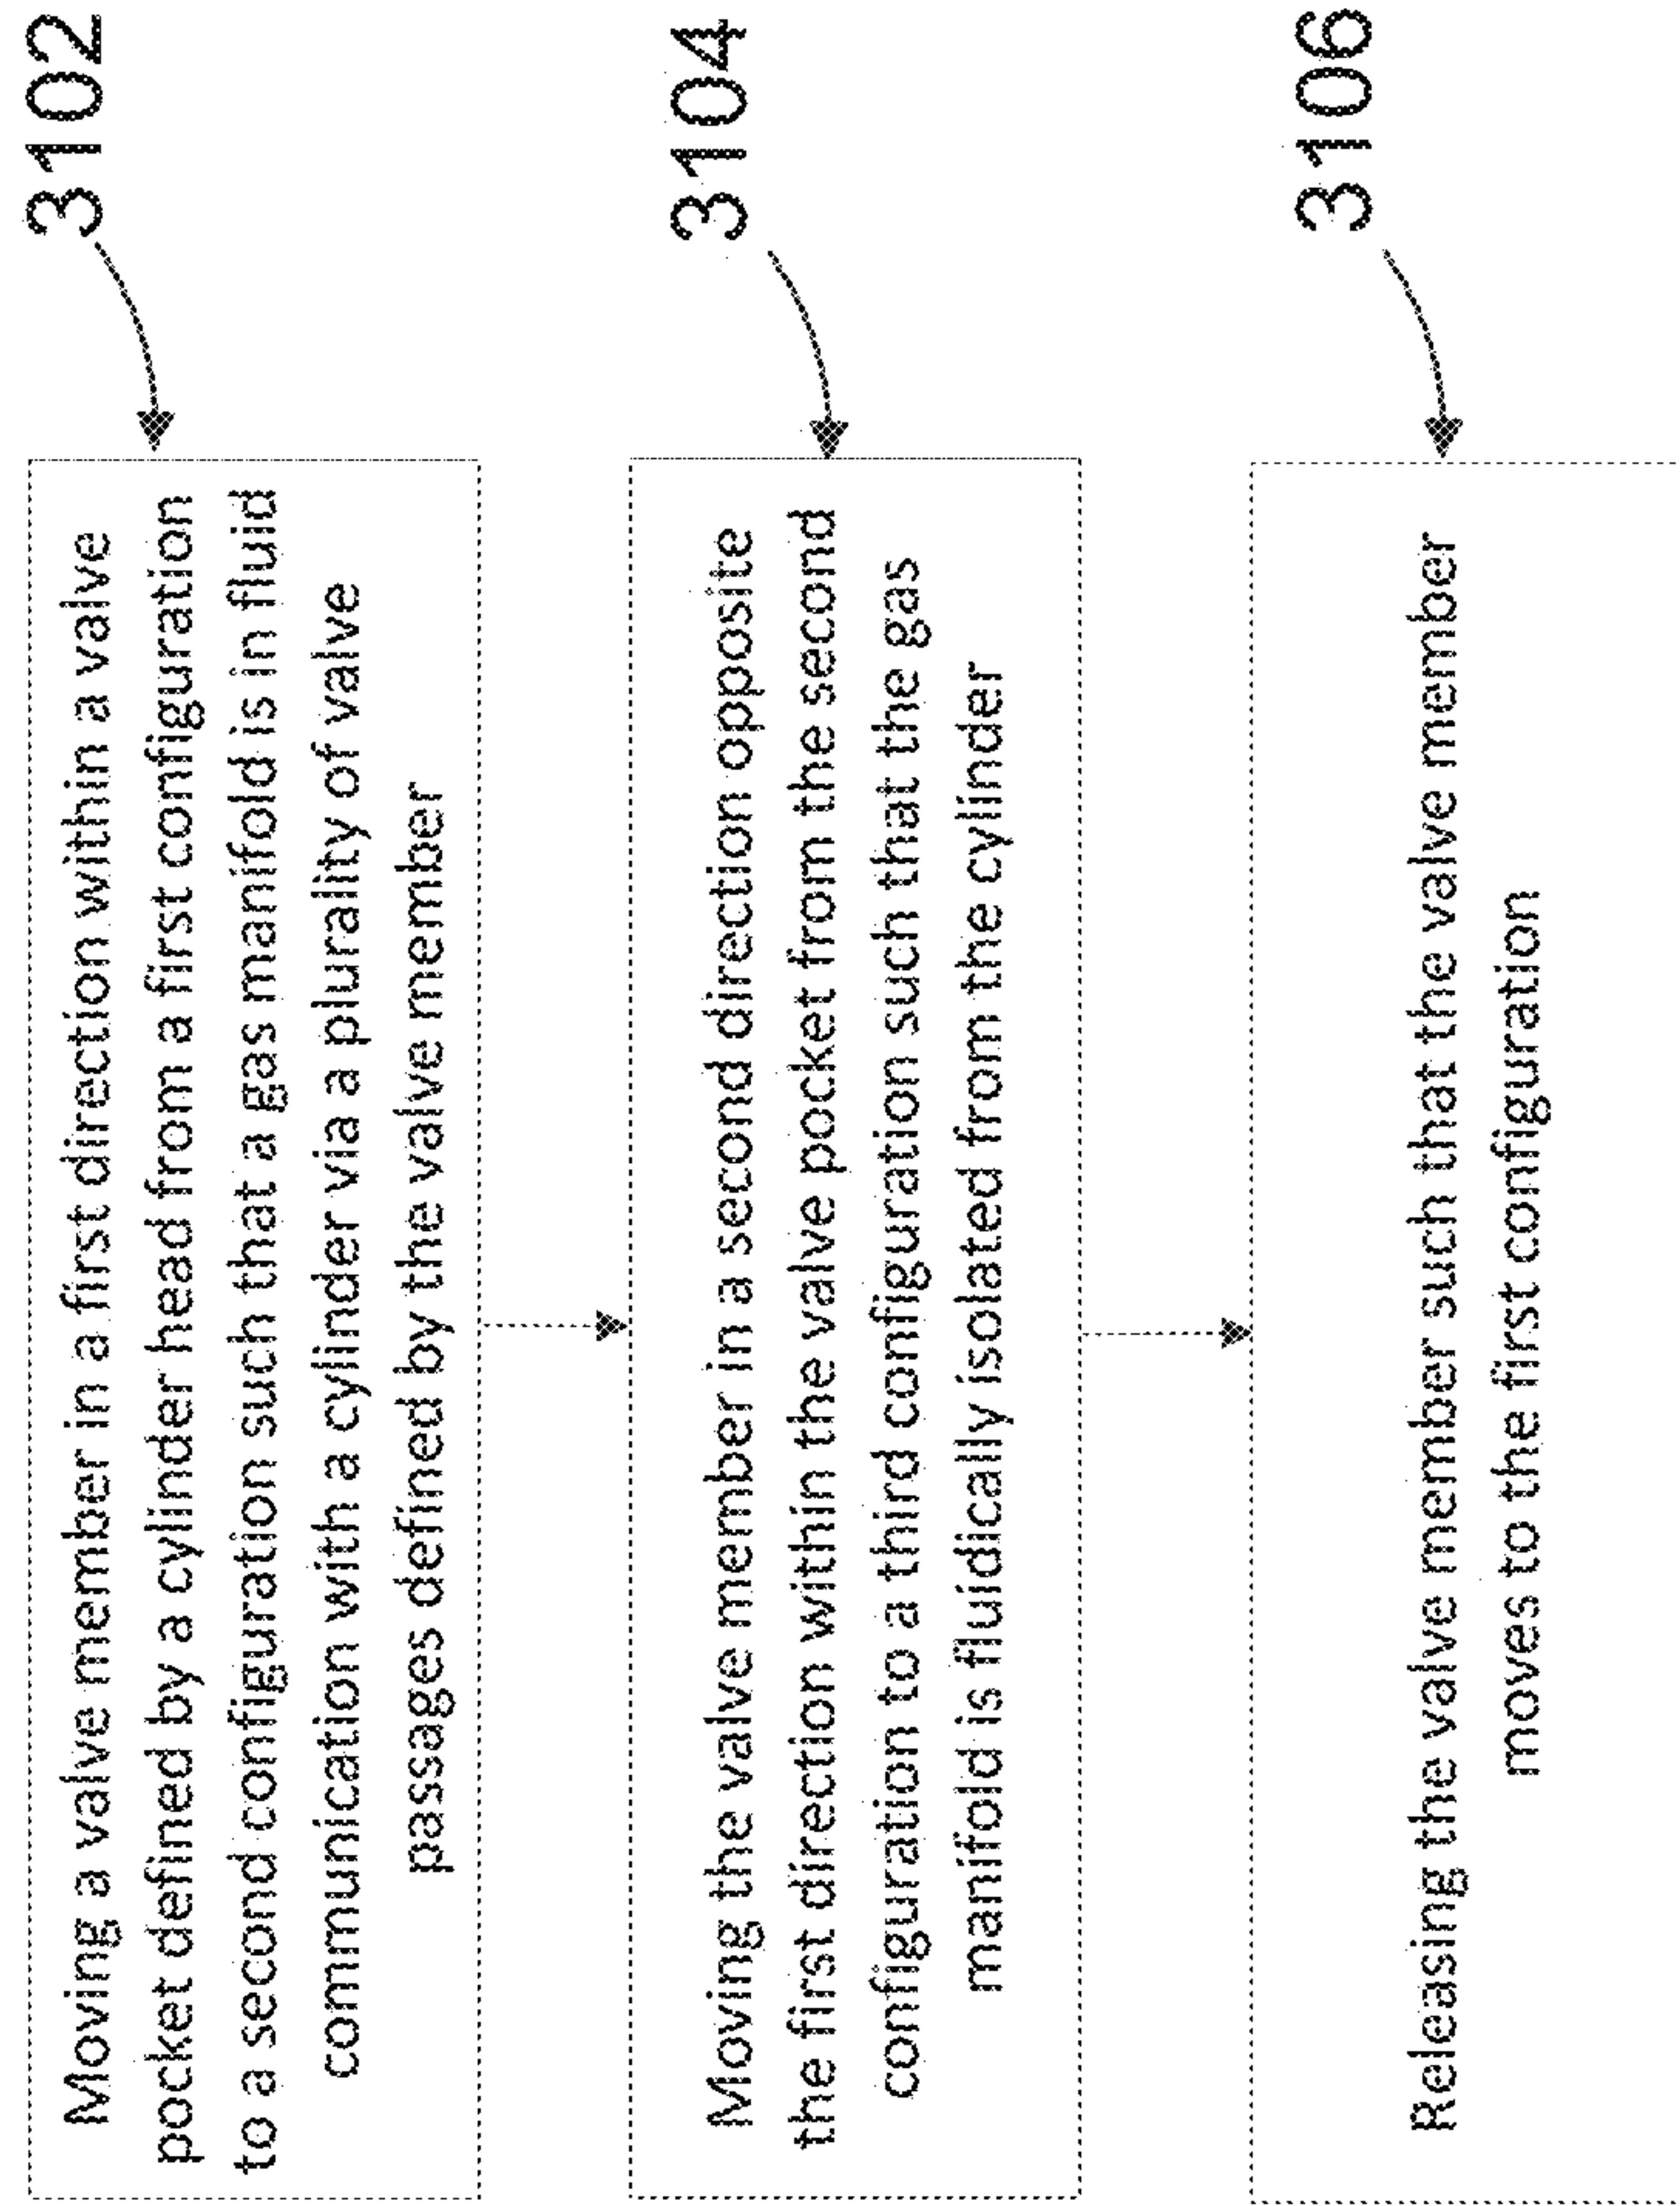 Moving a valve member in a first direction within a valve
pocket defined by a cylinder head from a first configuration
to a second configuration such that a gas manifold is in fluid
communication with a cylinder via a plurality of valve
passages defined by the valve member
3102
Moving the valve member in a second direction opposite
the first direction within the valve pocket from the second
configuration to a third configuration such that the gas
manifold is fluidically isolated from the cylinder
3104
Releasing the valve member such that the valve member
moves to the first configuration
3106